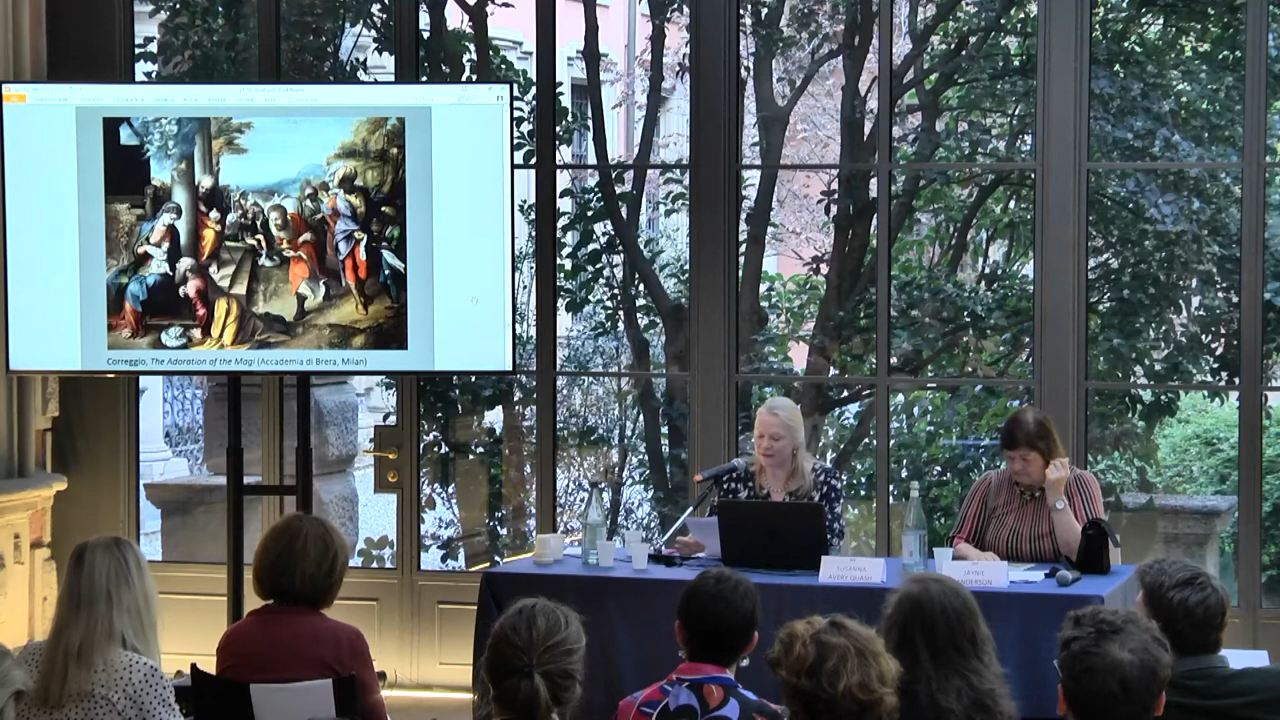 Correggio, The Adoration of the Magi (Accademia di Brera, Milan)
SUSANNA
AVERY-QUASH
JAYNIE
ANDERSON